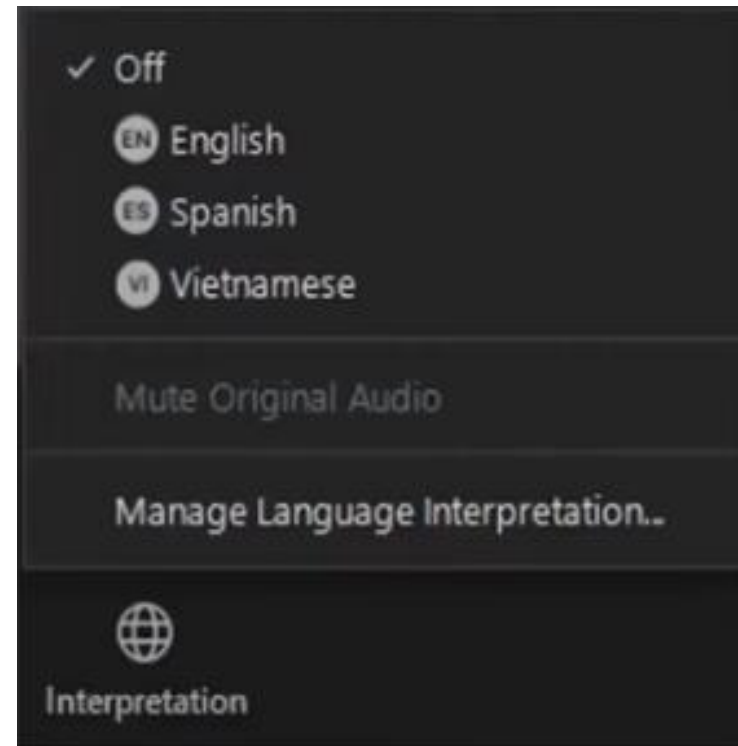 ✓ Off
EN English
ES Spanish
VI Vietnamese
Mute Original Audio
Manage Language Interpretation...
Interpretation